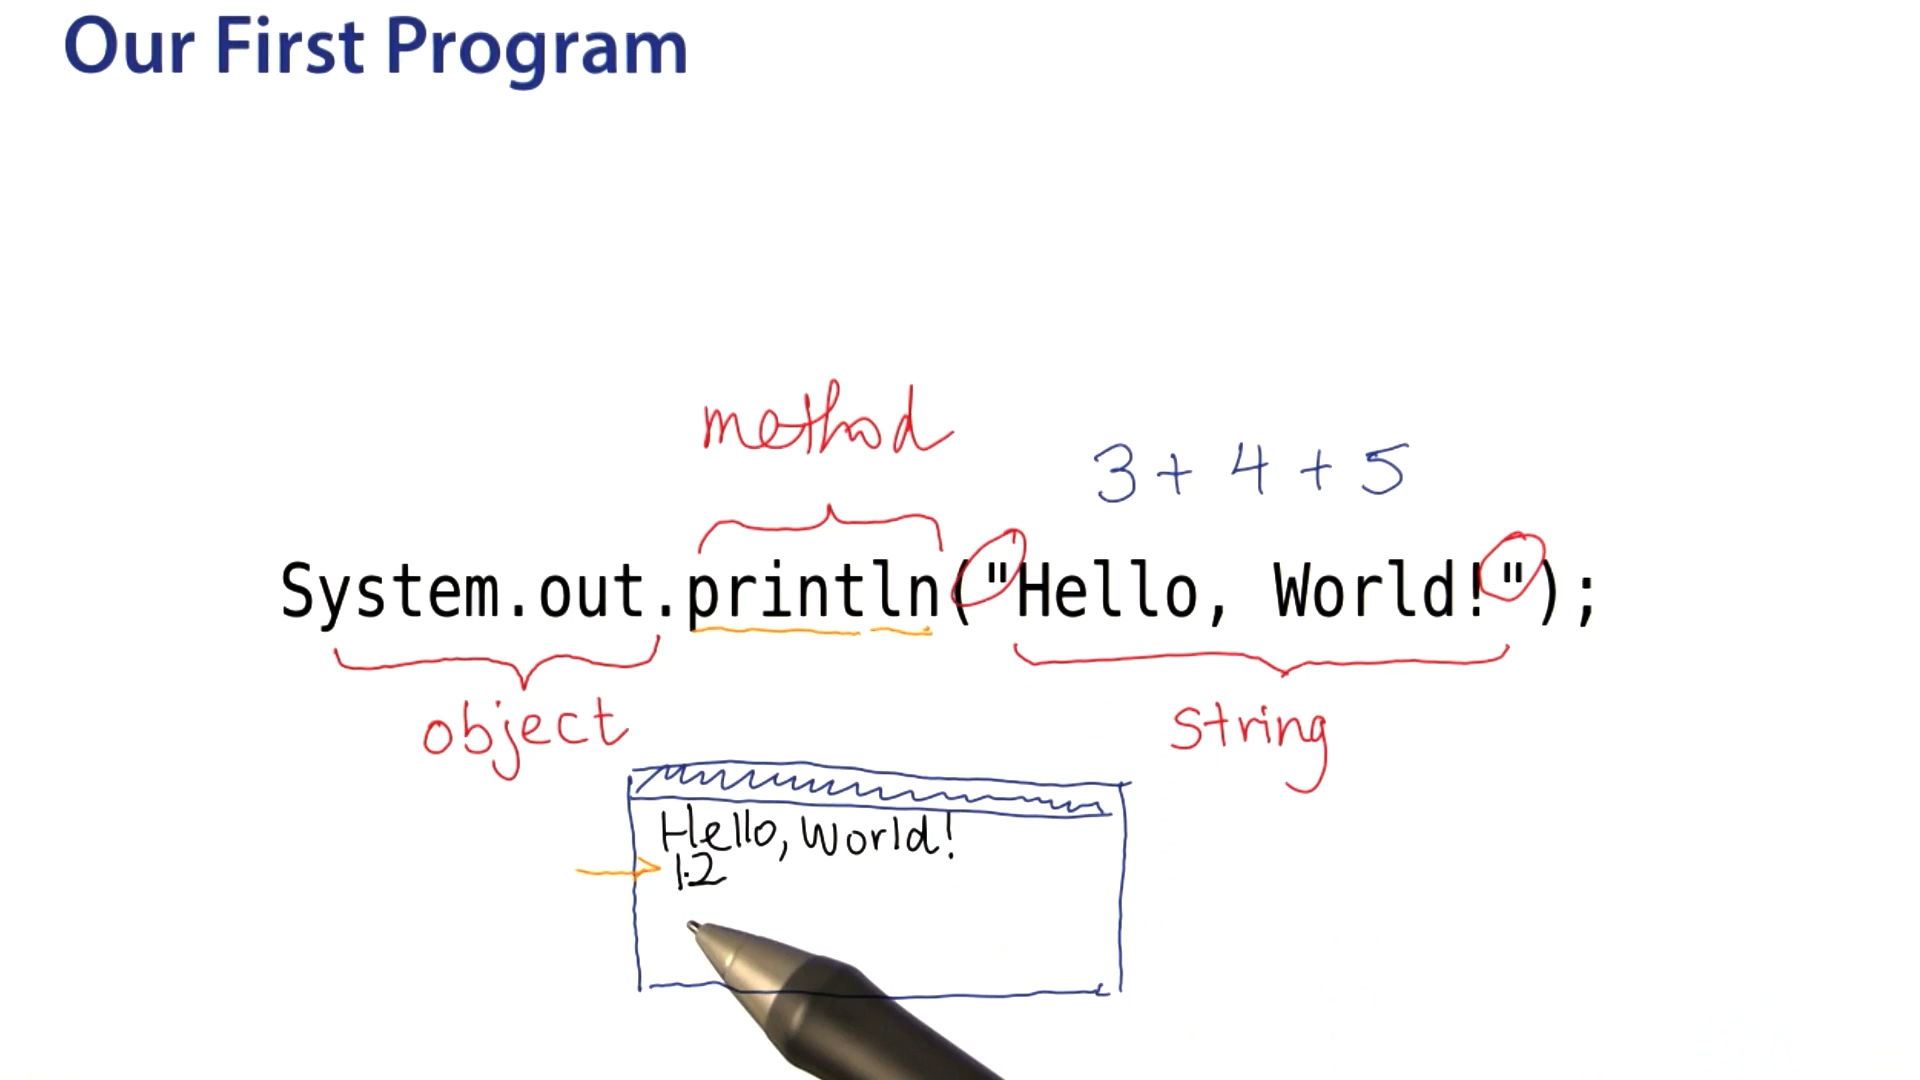 Our First Program
method
3 + 4 + 5
System.out.println("Hello, World!");
object
string
Hello, World!
12